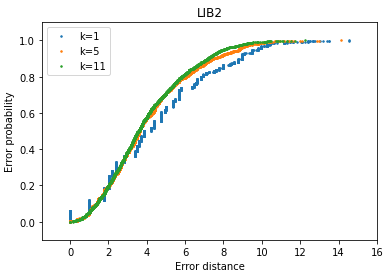 LIB2
k=1
k=5
k=11
Error probability
1.0
0.8
0.6
0.4
0.2
0.0
0 2 4 6 8 10 12 14 16
Error distance